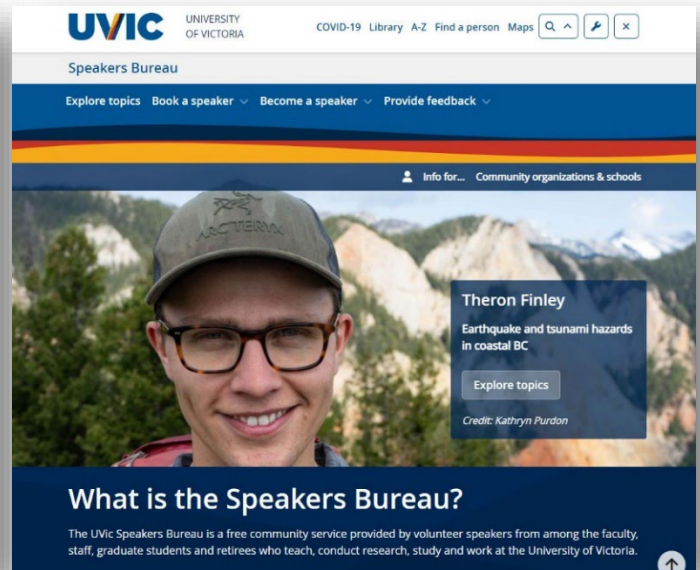 UVIC
UNIVERSITY
OF VICTORIA
COVID-19 Library A-Z Find a person Maps
Speakers Bureau
Explore topics Book a speaker Become a speaker Provide feedback
Info for... Community organizations & schools
ARC'TERYX
Theron Finley
Earthquake and tsunami hazards
in coastal BC
Explore topics
Credit: Kathryn Purdon
What is the Speakers Bureau?
The UVic Speakers Bureau is a free community service provided by volunteer speakers from among the faculty,
staff, graduate students and retirees who teach, conduct research, study and work at the University of Victoria.